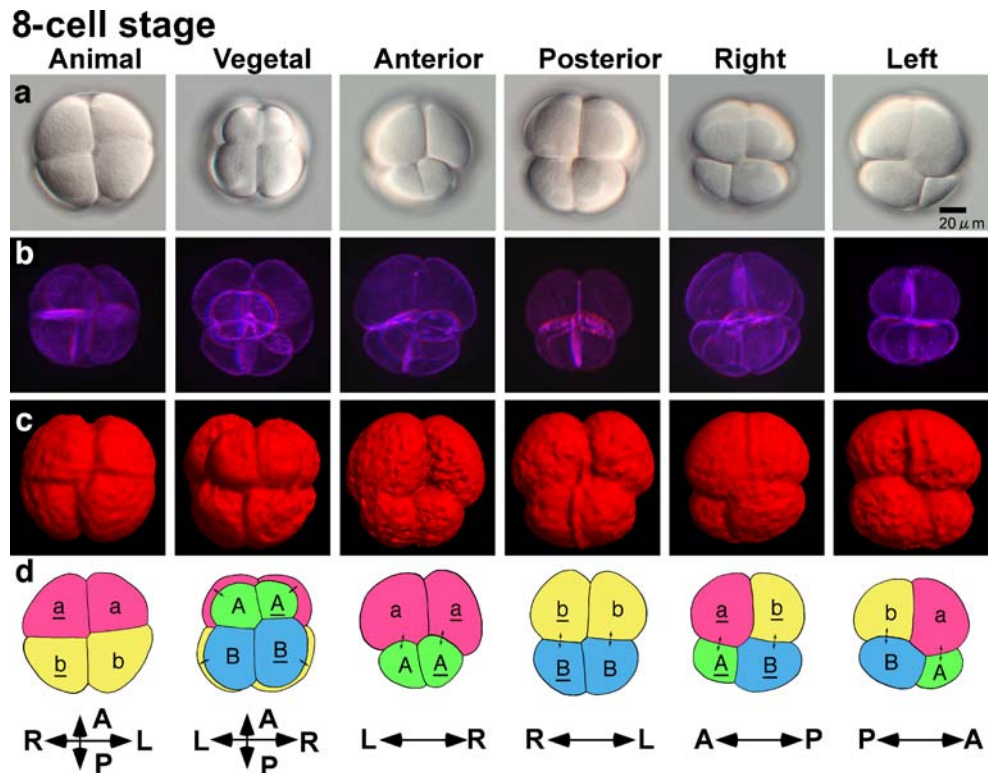 8-cell stage
Animal Vegetal Anterior Posterior Right Left
a
20 μm
b
c
d
a a A A a a b b a b b a
b b B B A A B B A B B A
A A
R L L R L R R L A P P A
P P